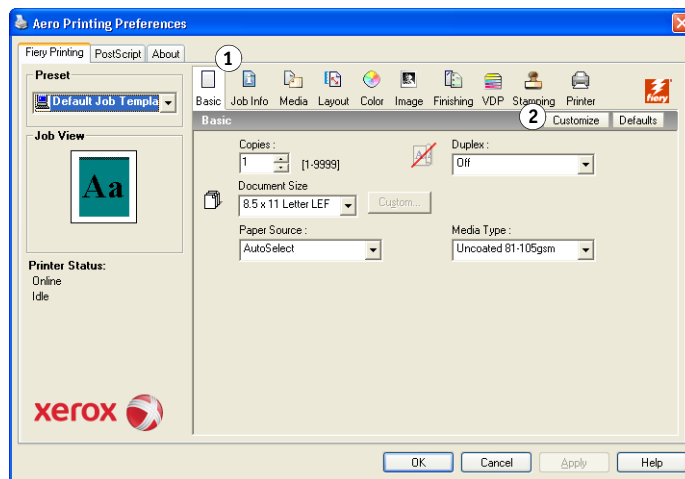 Aero Printing Preferences
Fiery Printing PostScript About
Preset
Default Job Templa
Job View
Aa
Printer Status:
Online
Idle
xerox
1
Basic Job Info Media Layout Color Image Finishing VDP Stamping Printer
fiery
Basic
2
Customize Defaults
Copies :
1 [1-9999]
Duplex :
Off
Document Size
8.5 x 11 Letter LEF
Custom...
Paper Source :
AutoSelect
Media Type :
Uncoated 81-105gsm
OK Cancel Apply Help